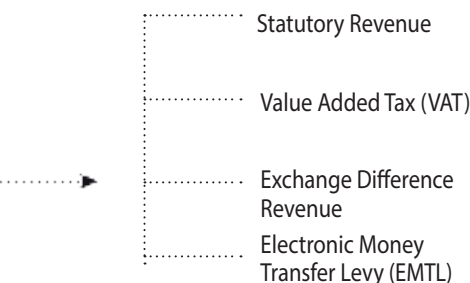 Statutory Revenue
Value Added Tax (VAT)
Exchange Difference
Revenue
Electronic Money
Transfer Levy (EMTL)